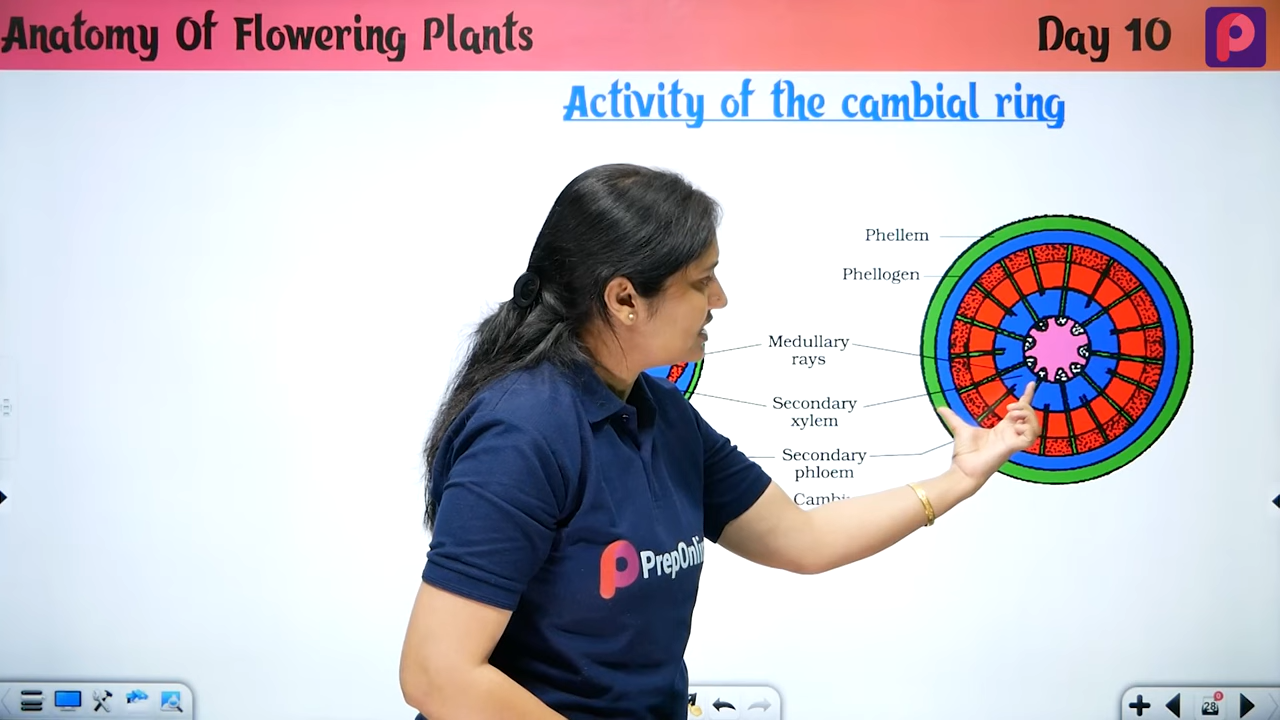 Anatomy Of Flowering Plants
Day 10
Activity of the cambial ring
Phellem
Phellogen
Medullary
rays
Secondary
xylem
Secondary
phloem
28